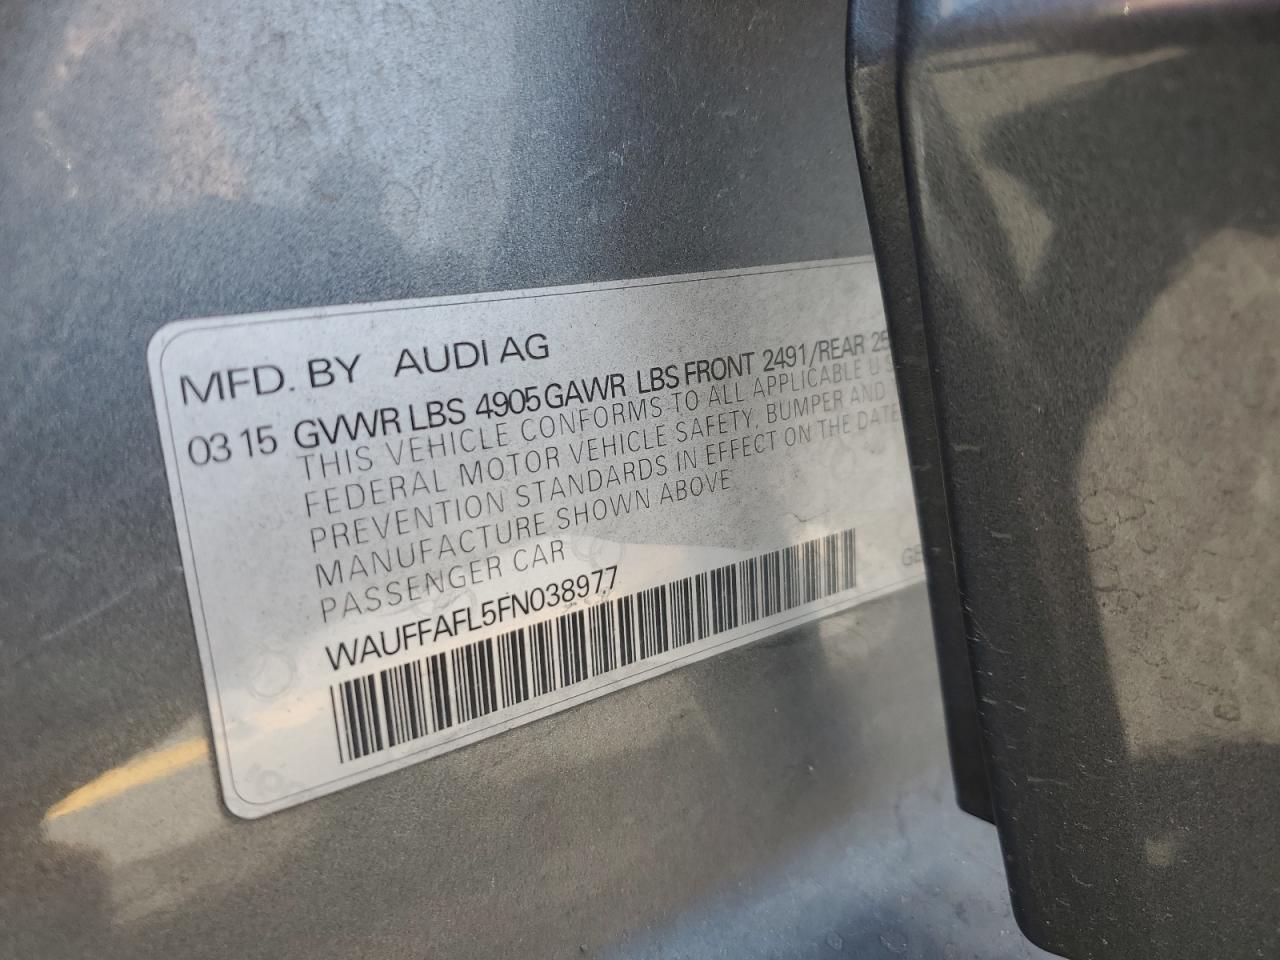 MFD. BY AUDI AG
03 15 GVWR LBS 4905 GAWR LBS FRONT 2491/REAR 25
THIS VEHICLE CONFORMS TO ALL APPLICABLE U S
FEDERAL MOTOR VEHICLE SAFETY, BUMPER AND
PREVENTION STANDARDS IN EFFECT ON THE DATE
MANUFACTURE SHOWN ABOVE
PASSENGER CAR
WAUFFAFL5FN038977
GE